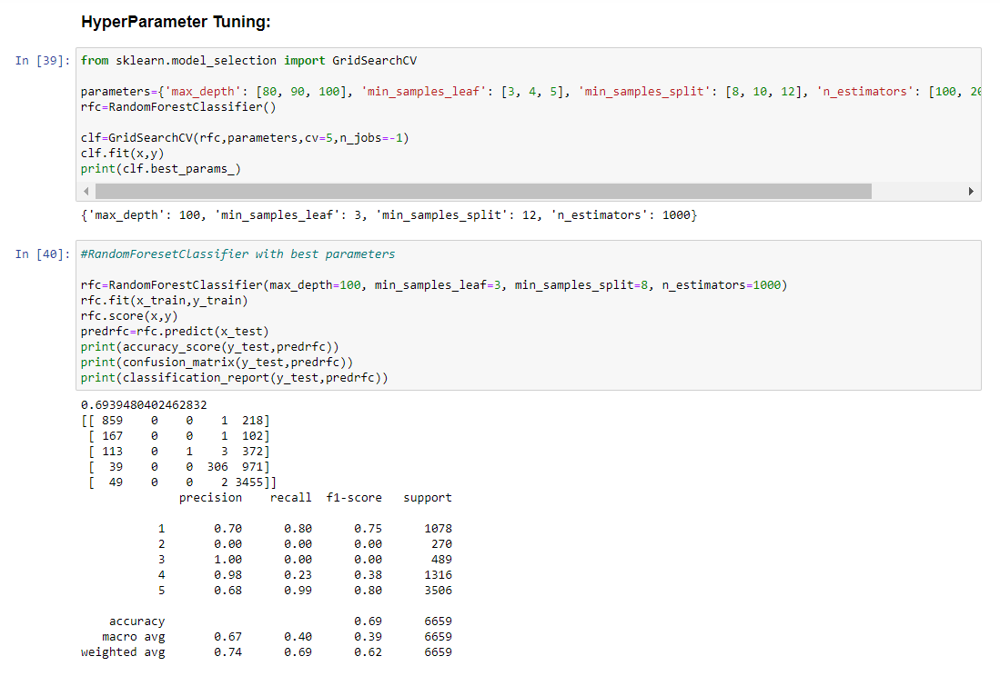 HyperParameter Tuning:
In [39]: from sklearn.model_selection import GridSearchCV
parameters={'max_depth': [80, 90, 100], 'min_samples_leaf': [3, 4, 5], 'min_samples_split': [8, 10, 12], 'n_estimators': [100, 20
rfc=RandomForestClassifier()
clf=GridSearchCV(rfc,parameters,cv=5,n_jobs=-1)
clf.fit(x,y)
print(clf.best_params_)
{'max_depth': 100, 'min_samples_leaf': 3, 'min_samples_split': 12, 'n_estimators': 1000}
In [40]: #RandomForesetClassifier with best parameters
rfc=RandomForestClassifier(max_depth=100, min_samples_leaf=3, min_samples_split=8, n_estimators=1000)
rfc.fit(x_train,y_train)
rfc.score(x,y)
predrfc=rfc.predict(x_test)
print(accuracy_score(y_test,predrfc))
print(confusion_matrix(y_test,predrfc))
print(classification_report(y_test,predrfc))
0.6939480402462832
[[ 859    0    0    1  218]
 [ 167    0    0    1  102]
 [ 113    0    1    3  372]
 [  39    0    0  306  971]
 [  49    0    0    2 3455]]
              precision    recall  f1-score   support
           1       0.70      0.80      0.75      1078
           2       0.00      0.00      0.00       270
           3       1.00      0.00      0.00       489
           4       0.98      0.23      0.38      1316
           5       0.68      0.99      0.80      3506
    accuracy                           0.69      6659
   macro avg       0.67      0.40      0.39      6659
weighted avg       0.74      0.69      0.62      6659